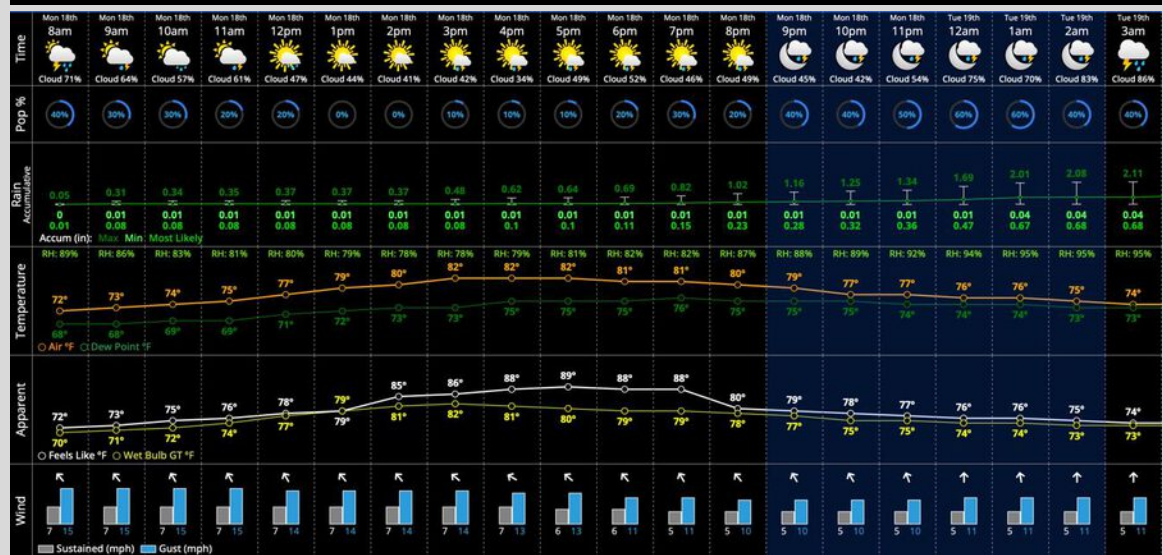 Mon 18th Mon 18th Mon 18th Mon 18th Mon 18th Mon 18th Mon 18th Mon 18th Mon 18th Mon 18th Mon 18th Mon 18th Mon 18th Mon 18th Mon 18th Mon 18th Tue 19th Tue 19th Tue 19th Tue 19th
Time 8am 9am 10am 11am 12pm 1pm 2pm 3pm 4pm 5pm 6pm 7pm 8pm 9pm 10pm 11pm 12am 1am 2am 3am
Cloud 71% Cloud 64% Cloud 57% Cloud 61% Cloud 47% Cloud 44% Cloud 41% Cloud 42% Cloud 34% Cloud 49% Cloud 52% Cloud 46% Cloud 49% Cloud 45% Cloud 42% Cloud 54% Cloud 75% Cloud 70% Cloud 83% Cloud 86%
Pop % 40% 30% 30% 20% 20% 0% 0% 10% 10% 10% 20% 30% 20% 40% 40% 50% 60% 60% 40% 40%
Rain
Accumulative
0.05 0.31 0.34 0.35 0.37 0.37 0.37 0.48 0.62 0.64 0.69 0.82 1.02 1.16 1.25 1.34 1.69 2.01 2.08 2.11
0 0.01 0.01 0.01 0.01 0.01 0.01 0.01 0.01 0.01 0.01 0.01 0.01 0.01 0.01 0.01 0.01 0.04 0.04 0.04
0.01 0.08 0.08 0.08 0.08 0.08 0.08 0.08 0.1 0.1 0.11 0.15 0.23 0.28 0.32 0.36 0.47 0.67 0.68 0.68
Accum (in): Max Min Most Likely
RH: 89% RH: 86% RH: 83% RH: 81% RH: 80% RH: 79% RH: 78% RH: 78% RH: 79% RH: 81% RH: 82% RH: 82% RH: 87% RH: 88% RH: 89% RH: 92% RH: 94% RH: 95% RH: 95% RH: 95%
Temperature
72° 73° 74° 75° 77° 79° 80° 82° 82° 82° 81° 81° 80° 79° 77° 77° 76° 76° 75° 74°
68° 68° 69° 69° 71° 72° 73° 73° 75° 75° 75° 76° 75° 75° 75° 74° 74° 74° 73° 73°
Air °F Dew Point °F
Apparent
72° 73° 75° 76° 78° 79° 85° 86° 88° 89° 88° 88° 80° 79° 78° 77° 76° 76° 75° 74°
70° 71° 72° 74° 77° 79° 81° 82° 81° 80° 79° 79° 78° 77° 75° 75° 74° 74° 73° 73°
Feels Like °F Wet Bulb GT °F
Wind
7 15 7 15 7 15 7 15 7 14 7 14 7 14 7 14 7 13 6 13 6 11 6 11 5 10 5 10 5 10 5 11 5 11 5 11 5 11 5 11
Sustained (mph) Gust (mph)